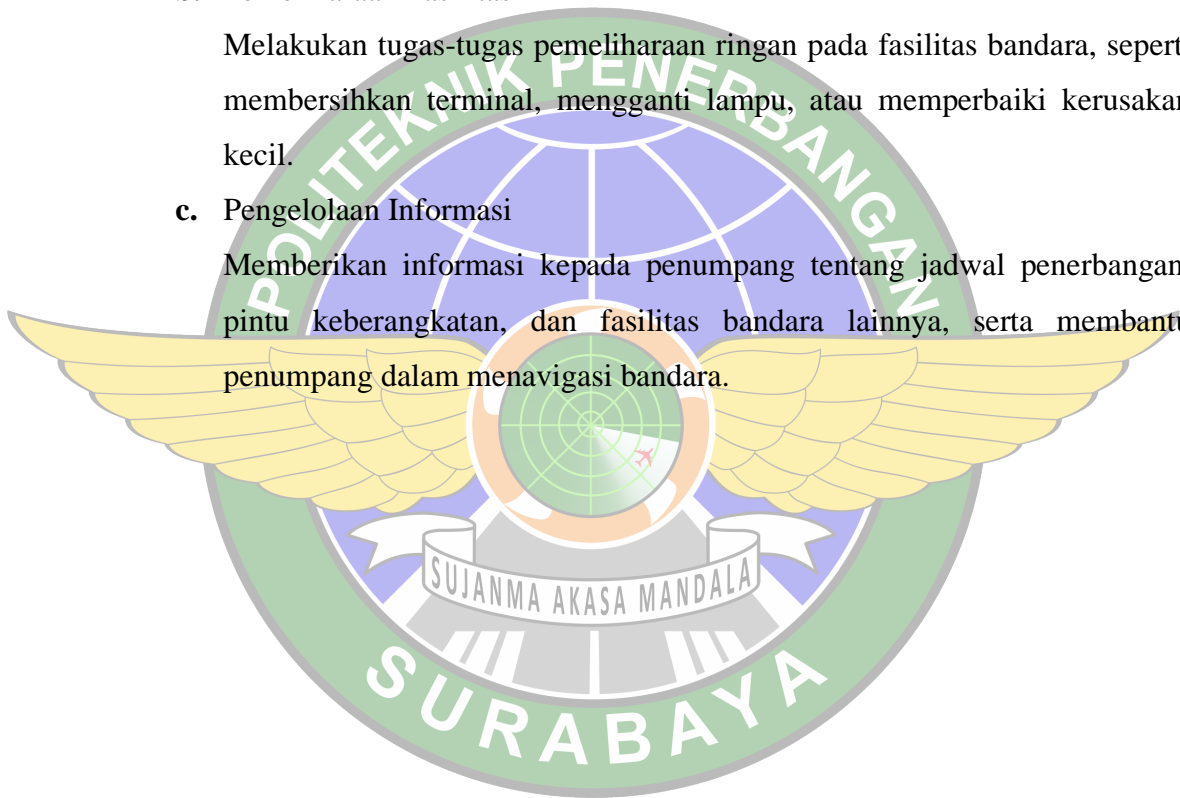 Melakukan tugas-tugas pemeliharaan ringan pada fasilitas bandara, sepert
membersihkan terminal, mengganti lampu, atau memperbaiki kerusakan
kecil.
c. Pengelolaan Informasi
Memberikan informasi kepada penumpang tentang jadwal penerbangan
pintu keberangkatan, dan fasilitas bandara lainnya, serta membantu
penumpang dalam menavigasi bandara.
POLITEKNIK PENERBANGAN
SUJANMA AKASA MANDALA
SURABAYA